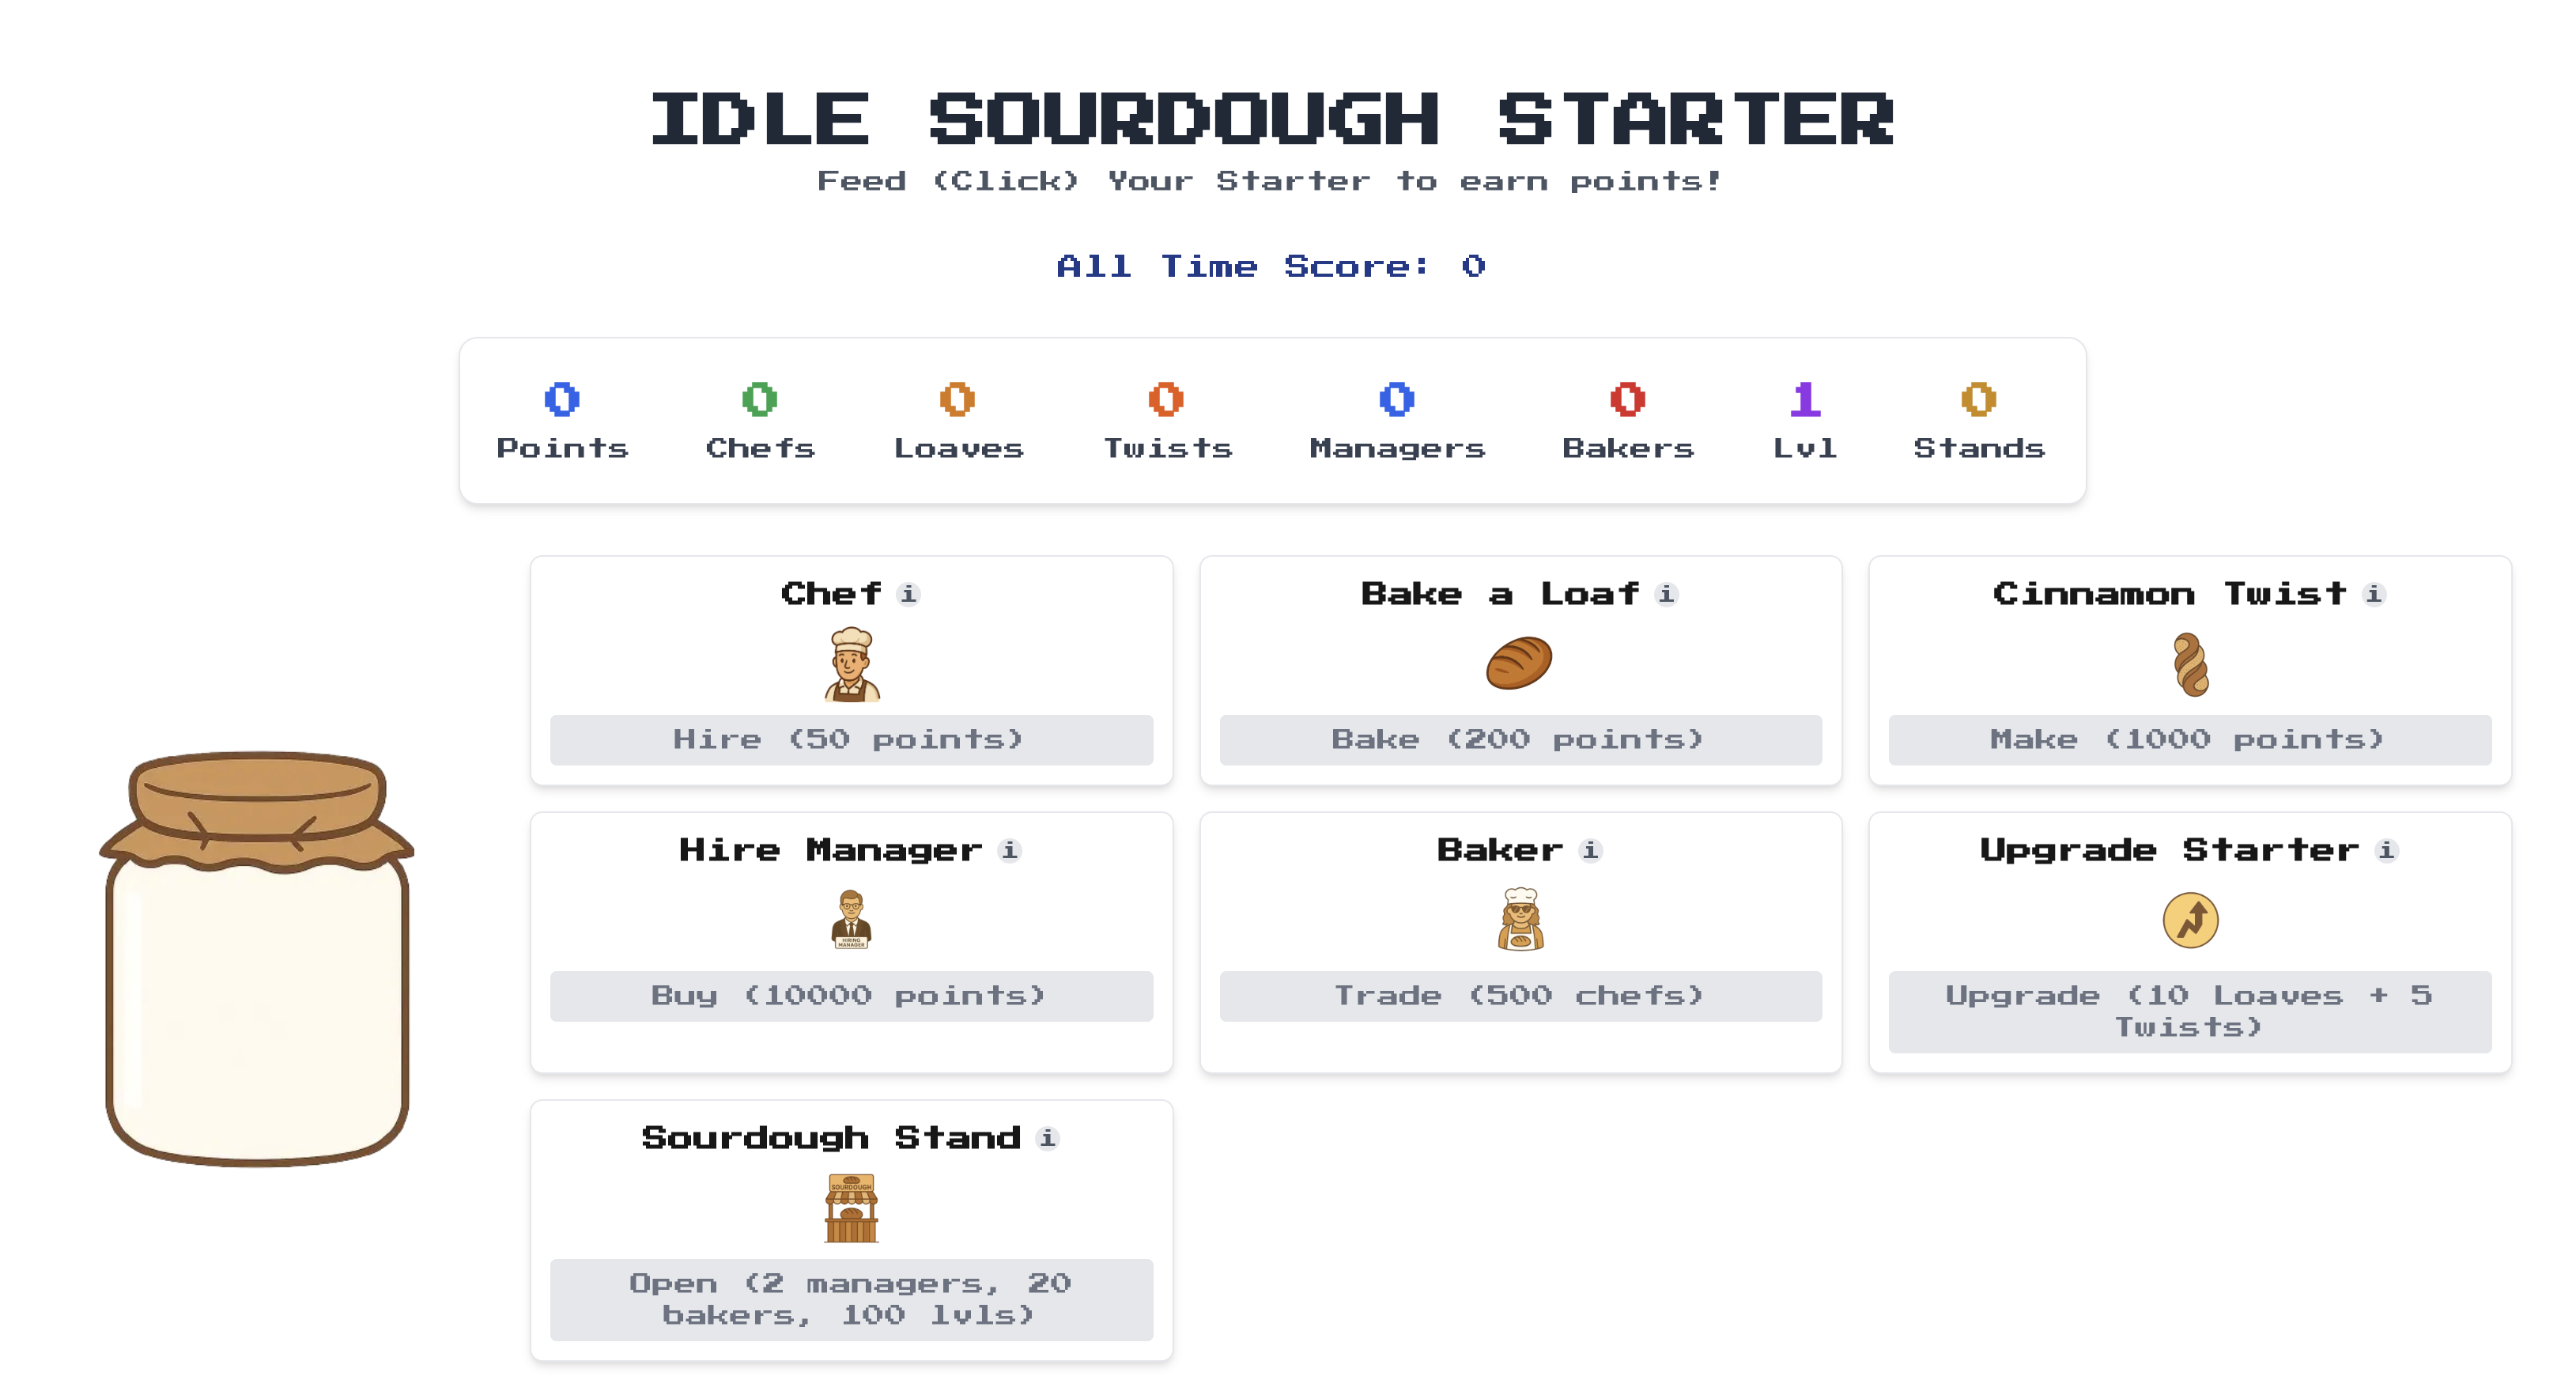 IDLE SOURDOUGH STARTER
Feed (Click) Your Starter to earn points!
All Time Score: 0
0 0 0 0 0 0 1 0
Points Chefs Loaves Twists Managers Bakers Lvl Stands
Chef i
Hire (50 points)
Bake a Loaf i
Bake (200 points)
Cinnamon Twist i
Make (1000 points)
Hire Manager i
HIRING
MANAGER
Buy (10000 points)
Baker i
Trade (500 chefs)
Upgrade Starter i
Upgrade (10 Loaves + 5
Twists)
Sourdough Stand i
SOURDOUGH
Open (2 managers, 20
bakers, 100 lvls)